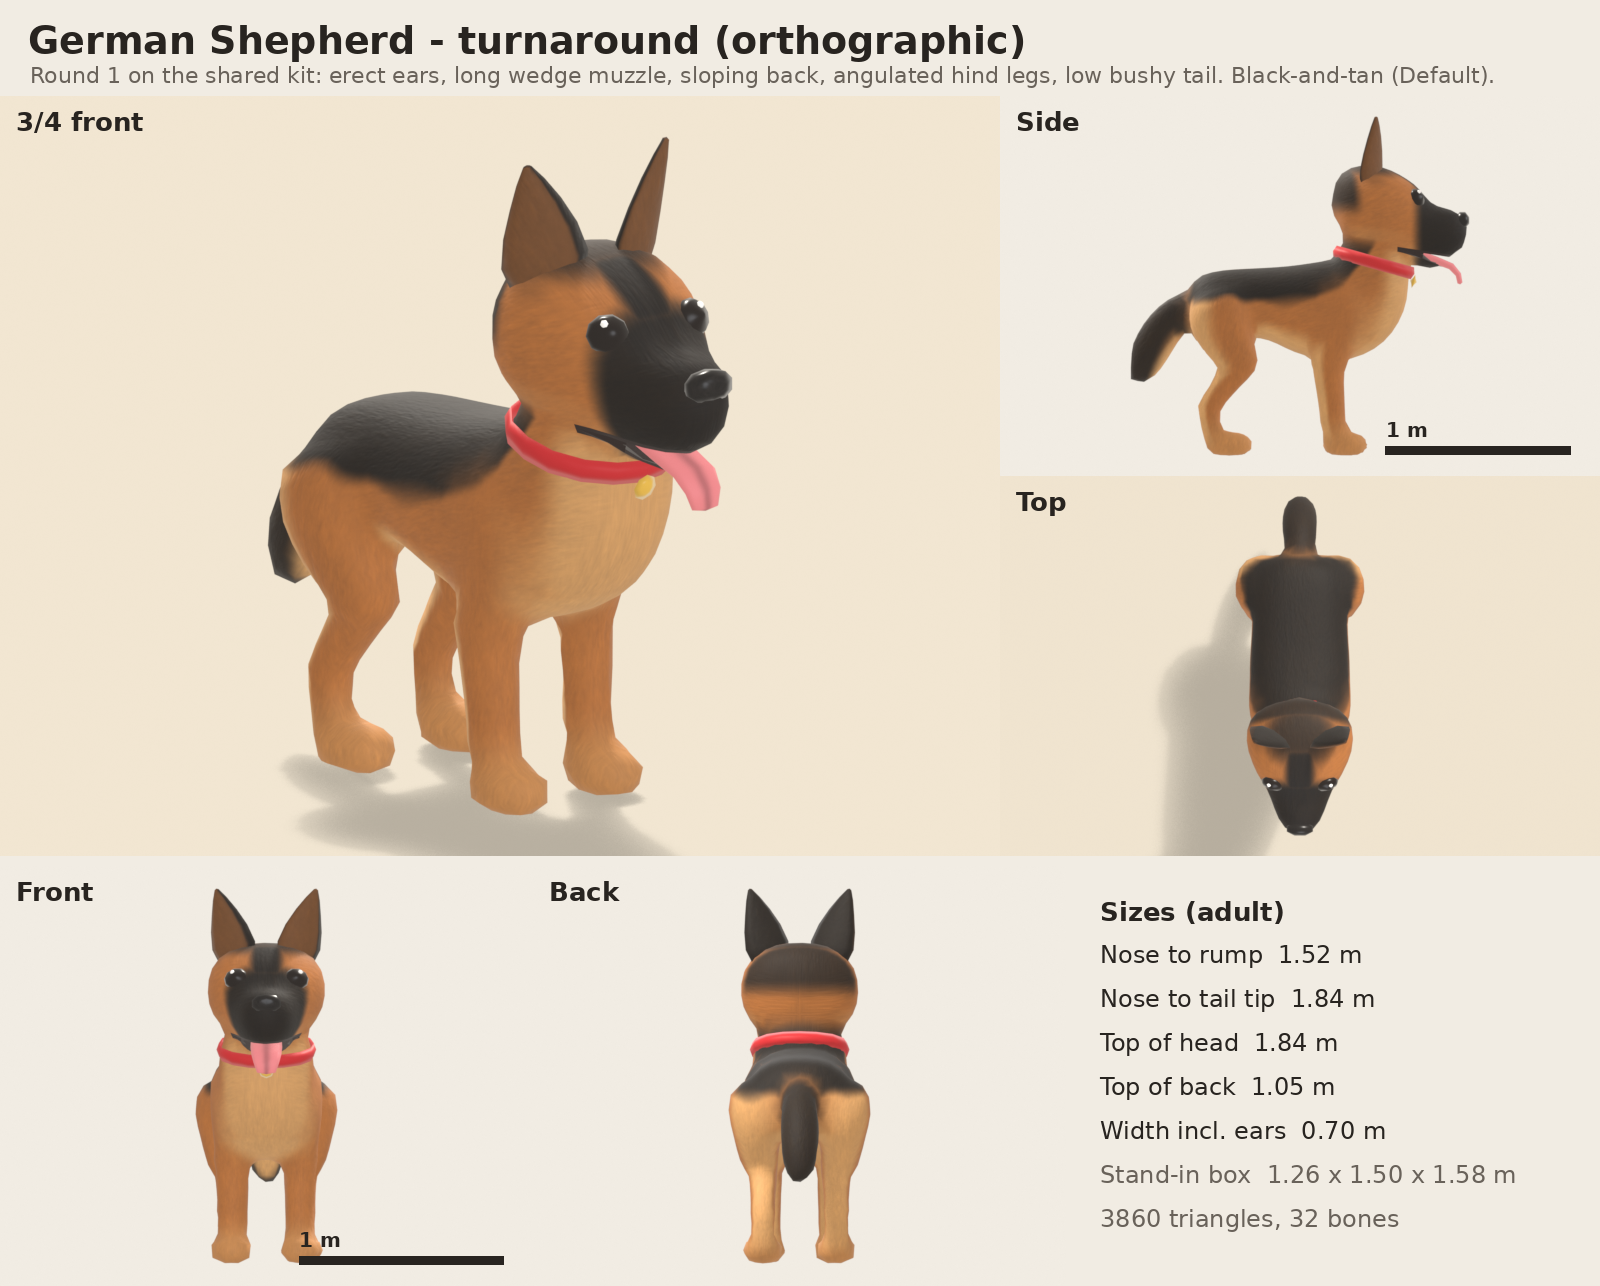 German Shepherd - turnaround (orthographic)
Round 1 on the shared kit: erect ears, long wedge muzzle, sloping back, angulated hind legs, low bushy tail. Black-and-tan (Default).
3/4 front
Side
1 m
Top
Front
1 m
Back
Sizes (adult)
Nose to rump  1.52 m
Nose to tail tip  1.84 m
Top of head  1.84 m
Top of back  1.05 m
Width incl. ears  0.70 m
Stand-in box  1.26 x 1.50 x 1.58 m
3860 triangles, 32 bones